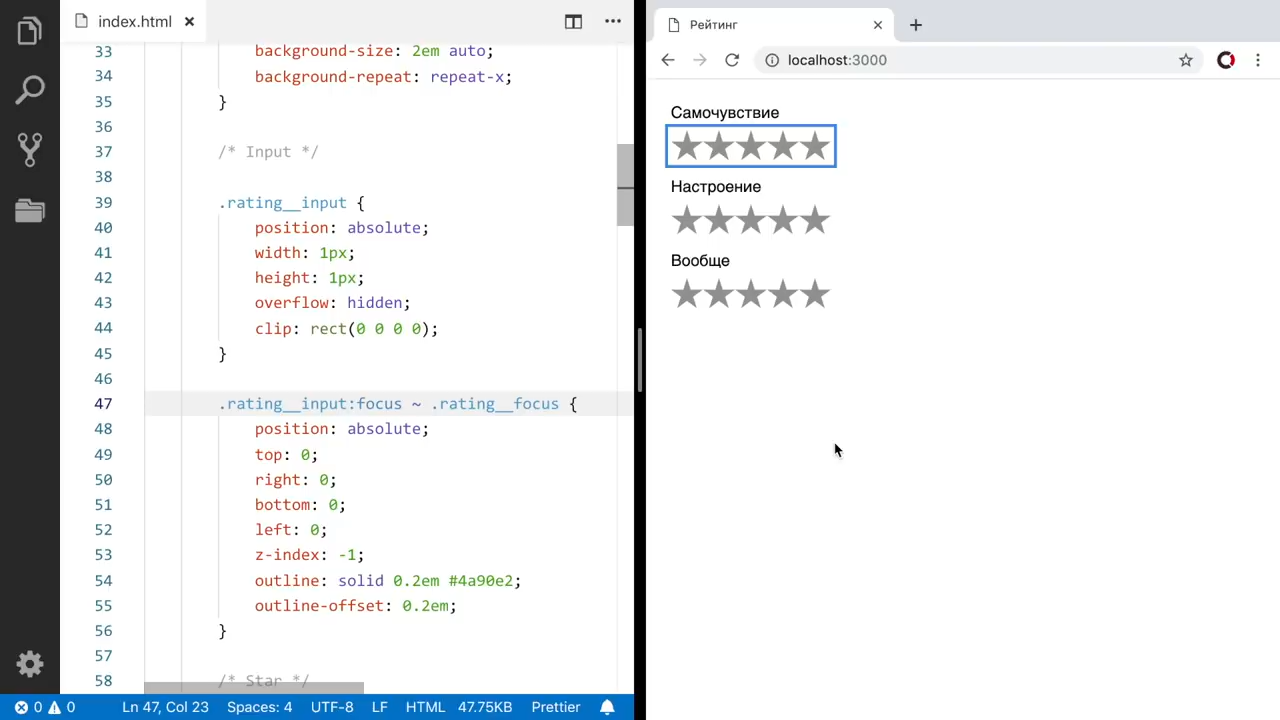 index.html
33 background-size: 2em auto;
34 background-repeat: repeat-x;
35 }
36
37 /* Input */
38
39 .rating__input {
40 position: absolute;
41 width: 1px;
42 height: 1px;
43 overflow: hidden;
44 clip: rect(0 0 0 0);
45 }
46
47 .rating__input:focus ~ .rating__focus {
48 position: absolute;
49 top: 0;
50 right: 0;
51 bottom: 0;
52 left: 0;
53 z-index: -1;
54 outline: solid 0.2em #4a90e2;
55 outline-offset: 0.2em;
56 }
57
58 /* Star */
0 0 Ln 47, Col 23 Spaces: 4 UTF-8 LF HTML 47.75KB Prettier
Рейтинг
localhost:3000
Самочувствие
Настроение
Вообще